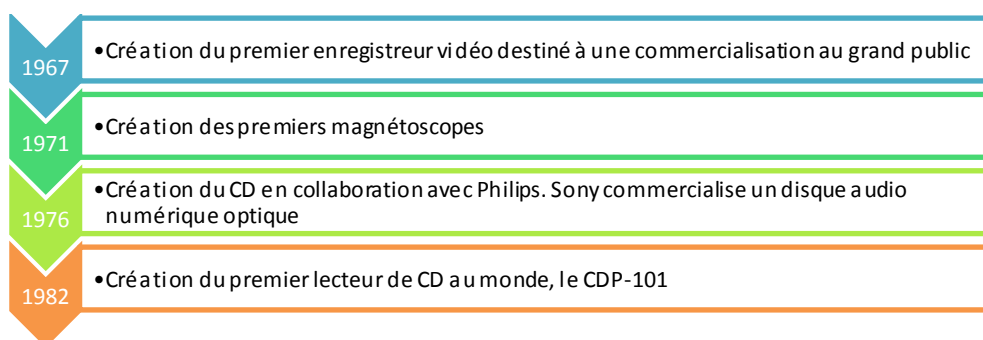 1967
•Création du premier enregistreur vidéo destiné à une commercialisation au grand public
1971
•Création des premiers magnétoscopes
1976
•Création du CD en collaboration avec Philips. Sony commercialise un disque audio
numérique optique
1982
•Création du premier lecteur de CD au monde, le CDP-101